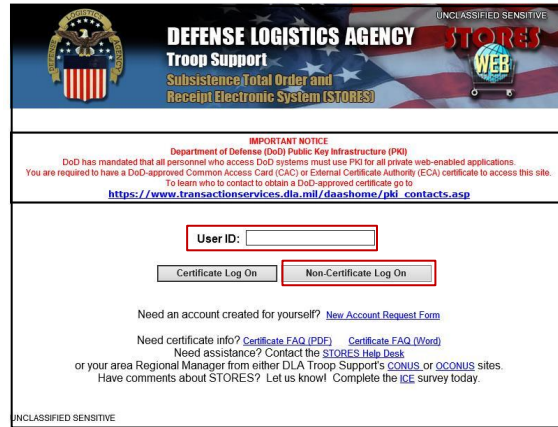 UNCLASSIFIED SENSITIVE
DEFENSE LOGISTICS AGENCY
Troop Support
Subsistence Total Order and
Receipt Electronic System (STORES)
STORES
WEB
DEFENSE LOGISTICS AGENCY
IMPORTANT NOTICE
Department of Defense (DoD) Public Key Infrastructure (PKI)
DoD has mandated that all personnel who access DoD systems must use PKI for all private web-enabled applications.
You are required to have a DoD-approved Common Access Card (CAC) or External Certificate Authority (ECA) certificate to access this site.
To learn who to contact to obtain a DoD-approved certificate go to
https://www.transactionservices.dla.mil/daashome/pki_contacts.asp
User ID:
Certificate Log On Non-Certificate Log On
Need an account created for yourself? New Account Request Form
Need certificate info? Certificate FAQ (PDF) Certificate FAQ (Word)
Need assistance? Contact the STORES Help Desk
or your area Regional Manager from either DLA Troop Support's CONUS or OCONUS sites.
Have comments about STORES? Let us know! Complete the ICE survey today.
UNCLASSIFIED SENSITIVE